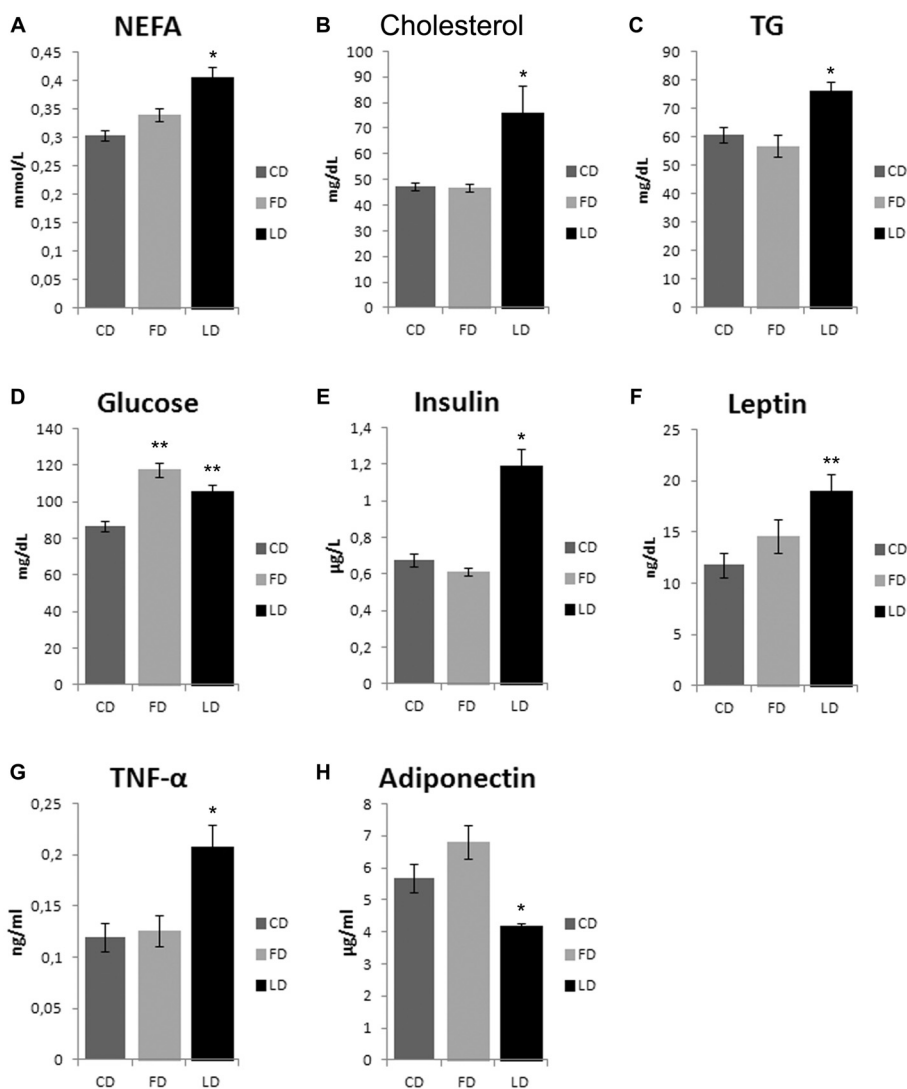 A NEFA
0,45
0,4
0,35
0,3
0,25
0,2
0,15
0,1
0,05
0
mmol/L
*
CD FD LD
CD
FD
LD
B Cholesterol
100
90
80
70
60
50
40
30
20
10
0
mg/dL
*
CD FD LD
CD
FD
LD
C TG
90
80
70
60
50
40
30
20
10
0
mg/dL
*
CD FD LD
CD
FD
LD
D Glucose
140
120
100
80
60
40
20
0
mg/dL
** **
CD FD LD
CD
FD
LD
E Insulin
1,4
1,2
1
0,8
0,6
0,4
0,2
0
µg/L
*
CD FD LD
CD
FD
LD
F Leptin
25
20
15
10
5
0
ng/dL
**
CD FD LD
CD
FD
LD
G TNF-α
0,25
0,2
0,15
0,1
0,05
0
ng/ml
*
CD FD LD
CD
FD
LD
H Adiponectin
8
7
6
5
4
3
2
1
0
µg/ml
*
CD FD LD
CD
FD
LD